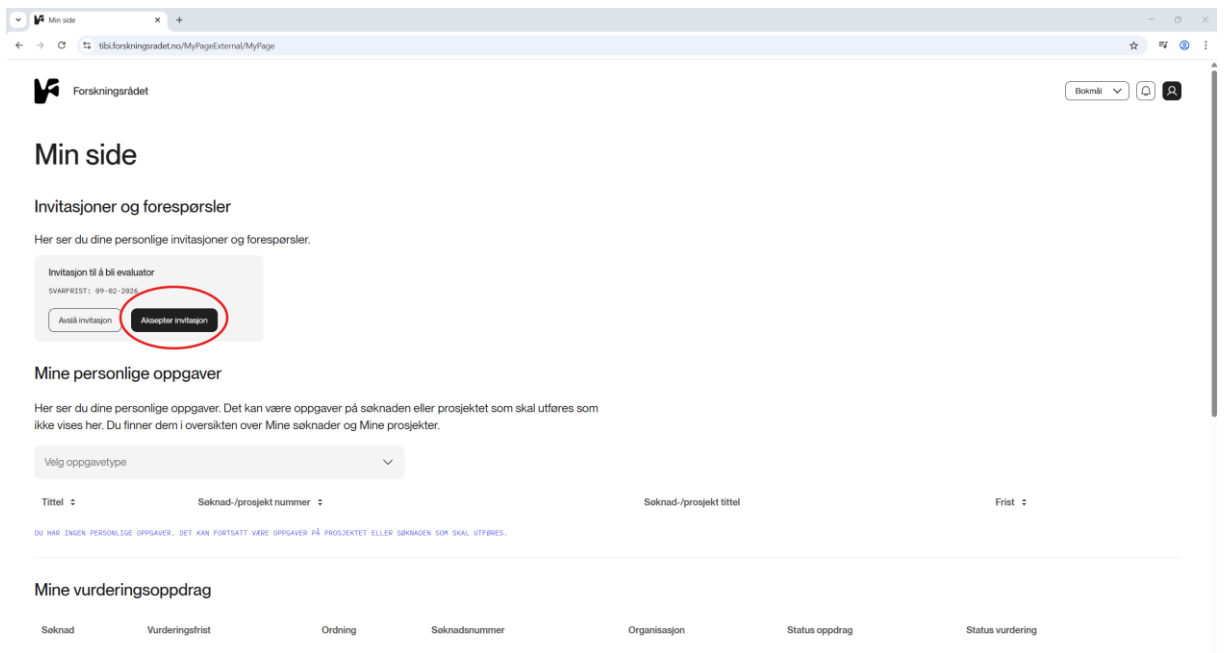 Min side
tibi.forskningsradet.no/MyPageExternal/MyPage
Forskningsrådet
Bokmål
Min side
Invitasjoner og forespørsler
Her ser du dine personlige invitasjoner og forespørsler.
Invitasjon til å bli evaluator
SVARFRIST: 09-02-2026
Avslå invitasjon Aksepter invitasjon
Mine personlige oppgaver
Her ser du dine personlige oppgaver. Det kan være oppgaver på søknaden eller prosjektet som skal utføres som
ikke vises her. Du finner dem i oversikten over Mine søknader og Mine prosjekter.
Velg oppgavetype
Tittel Søknad-/prosjekt nummer Søknad-/prosjekt tittel Frist
DU HAR INGEN PERSONLIGE OPPGAVER. DET KAN FORTSATT VÆRE OPPGAVER PÅ PROSJEKTET ELLER SØKNADEN SOM SKAL UTFØRES.
Mine vurderingsoppdrag
Søknad Vurderingsfrist Ordning Søknadsnummer Organisasjon Status oppdrag Status vurdering